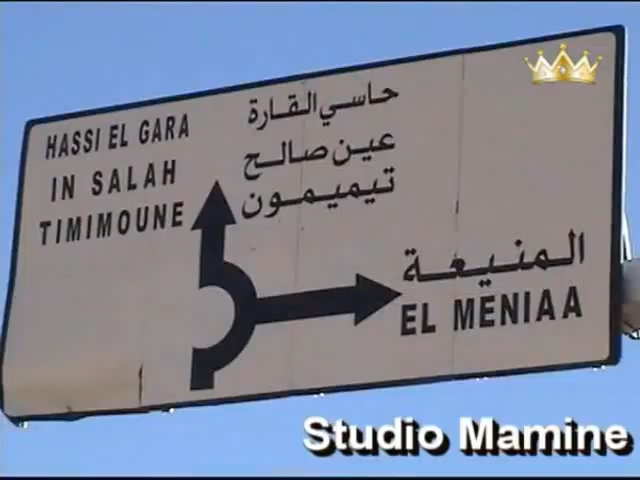 HASSI EL GARA
IN SALAH
TIMIMOUNE
حاسي القارة
عين صالح
تيميمون
المنيعة
EL MENIAA
Studio Mamine